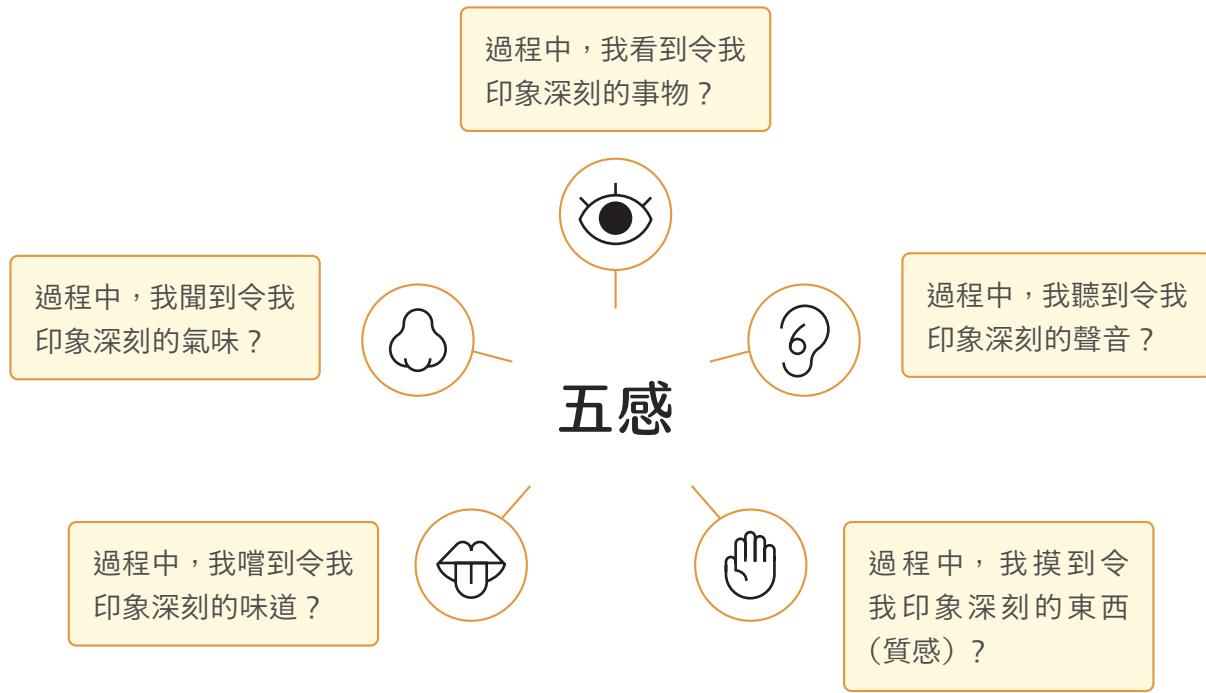 過程中，我看到令我
印象深刻的事物？
過程中，我聞到令我
印象深刻的氣味？
過程中，我聽到令我
印象深刻的聲音？
五感
過程中，我嚐到令我
印象深刻的味道？
過程中，我摸到令
我印象深刻的東西
（質感）？